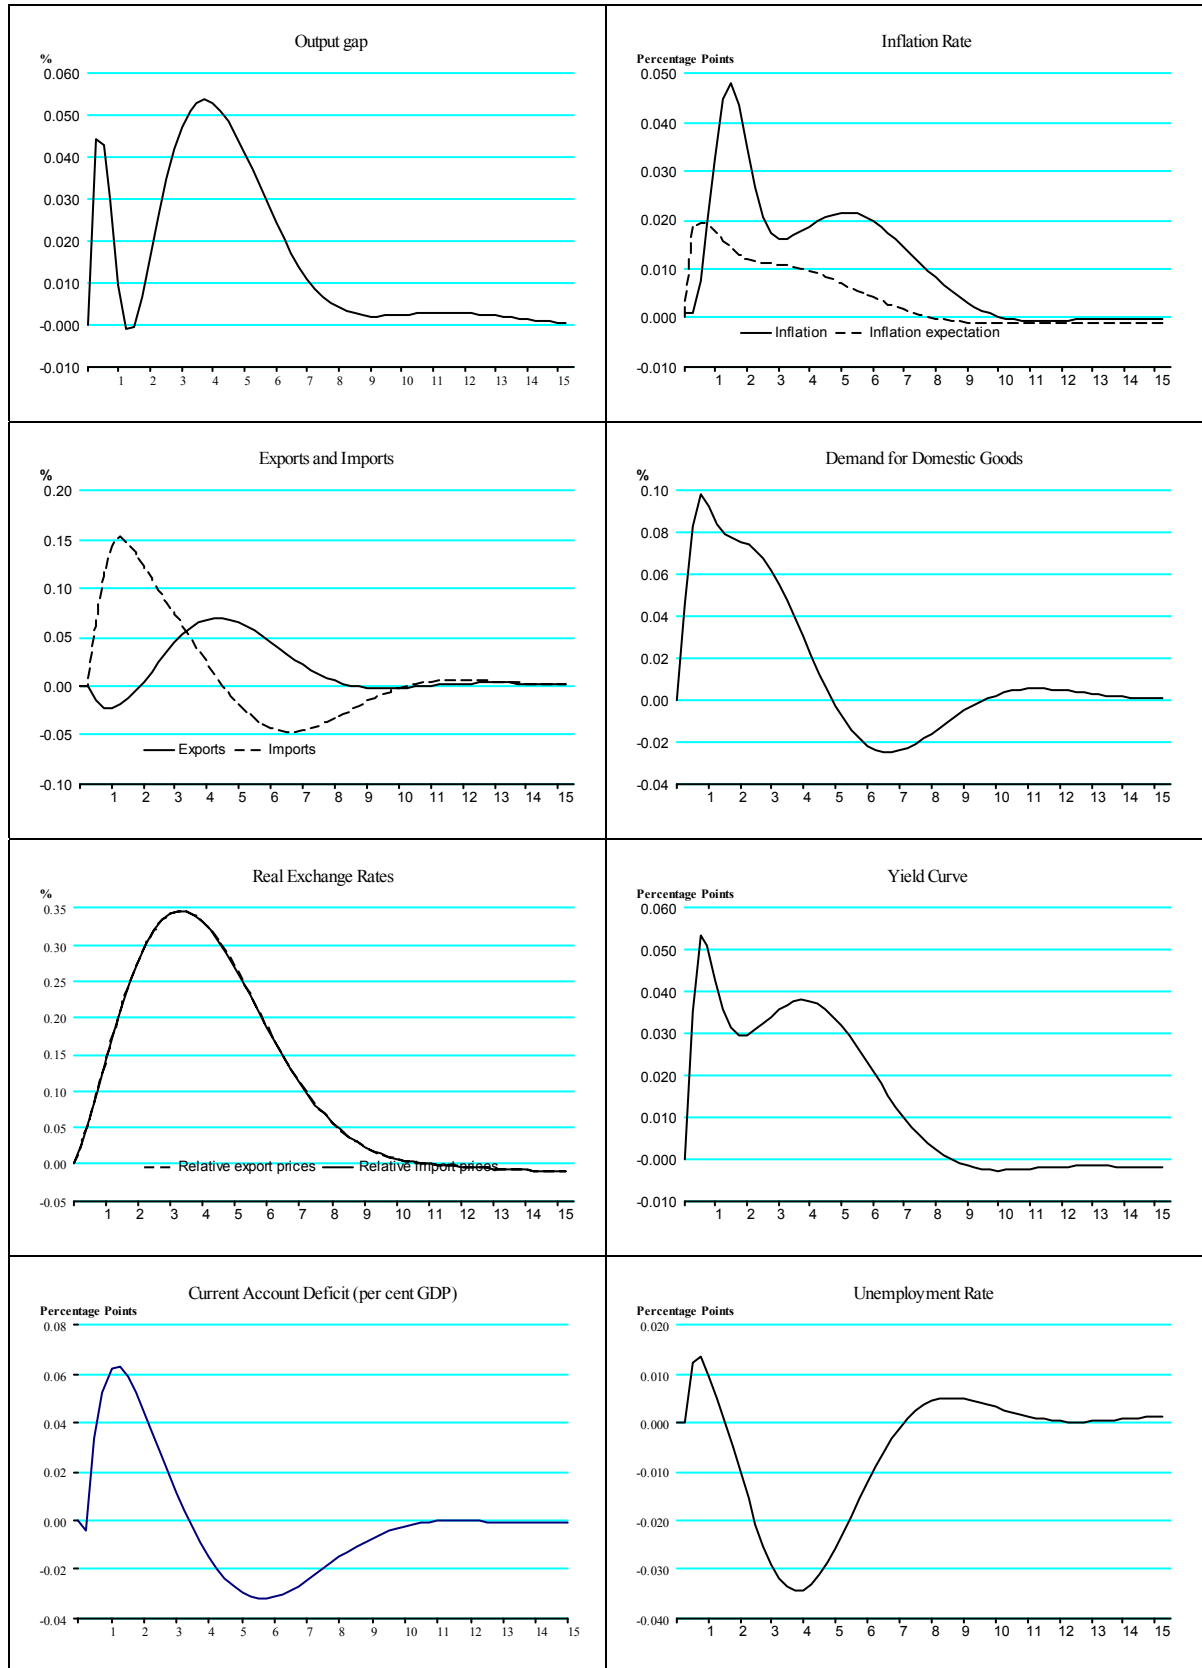 Output gap
%
0.060
0.050
0.040
0.030
0.020
0.010
-0.000
-0.010
1 2 3 4 5 6 7 8 9 10 11 12 13 14 15
Inflation Rate
Percentage Points
0.050
0.040
0.030
0.020
0.010
0.000
-0.010
Inflation Inflation expectation
1 2 3 4 5 6 7 8 9 10 11 12 13 14 15
Exports and Imports
%
0.20
0.15
0.10
0.05
0.00
-0.05
-0.10
Exports Imports
1 2 3 4 5 6 7 8 9 10 11 12 13 14 15
Demand for Domestic Goods
%
0.10
0.08
0.06
0.04
0.02
0.00
-0.02
-0.04
1 2 3 4 5 6 7 8 9 10 11 12 13 14 15
Real Exchange Rates
%
0.35
0.30
0.25
0.20
0.15
0.10
0.05
0.00
-0.05
Relative export prices Relative import prices
1 2 3 4 5 6 7 8 9 10 11 12 13 14 15
Yield Curve
Percentage Points
0.060
0.050
0.040
0.030
0.020
0.010
-0.000
-0.010
1 2 3 4 5 6 7 8 9 10 11 12 13 14 15
Current Account Deficit (per cent GDP)
Percentage Points
0.08
0.06
0.04
0.02
0.00
-0.02
-0.04
1 2 3 4 5 6 7 8 9 10 11 12 13 14 15
Unemployment Rate
Percentage Points
0.020
0.010
0.000
-0.010
-0.020
-0.030
-0.040
1 2 3 4 5 6 7 8 9 10 11 12 13 14 15